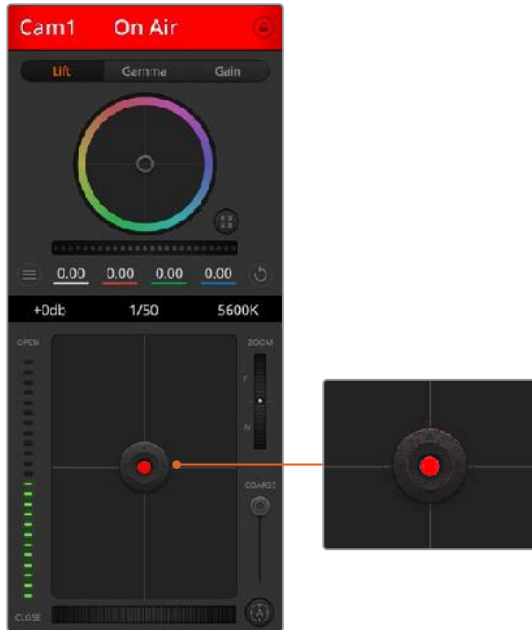 Cam1 On Air
Lift Gamma Gain
0.00 0.00 0.00 0.00
+0db 1/50 5600K
OPEN
ZOOM
T
W
COARSE
CLOSE
A